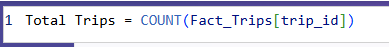 1 Total Trips = COUNT(Fact_Trips[trip_id])